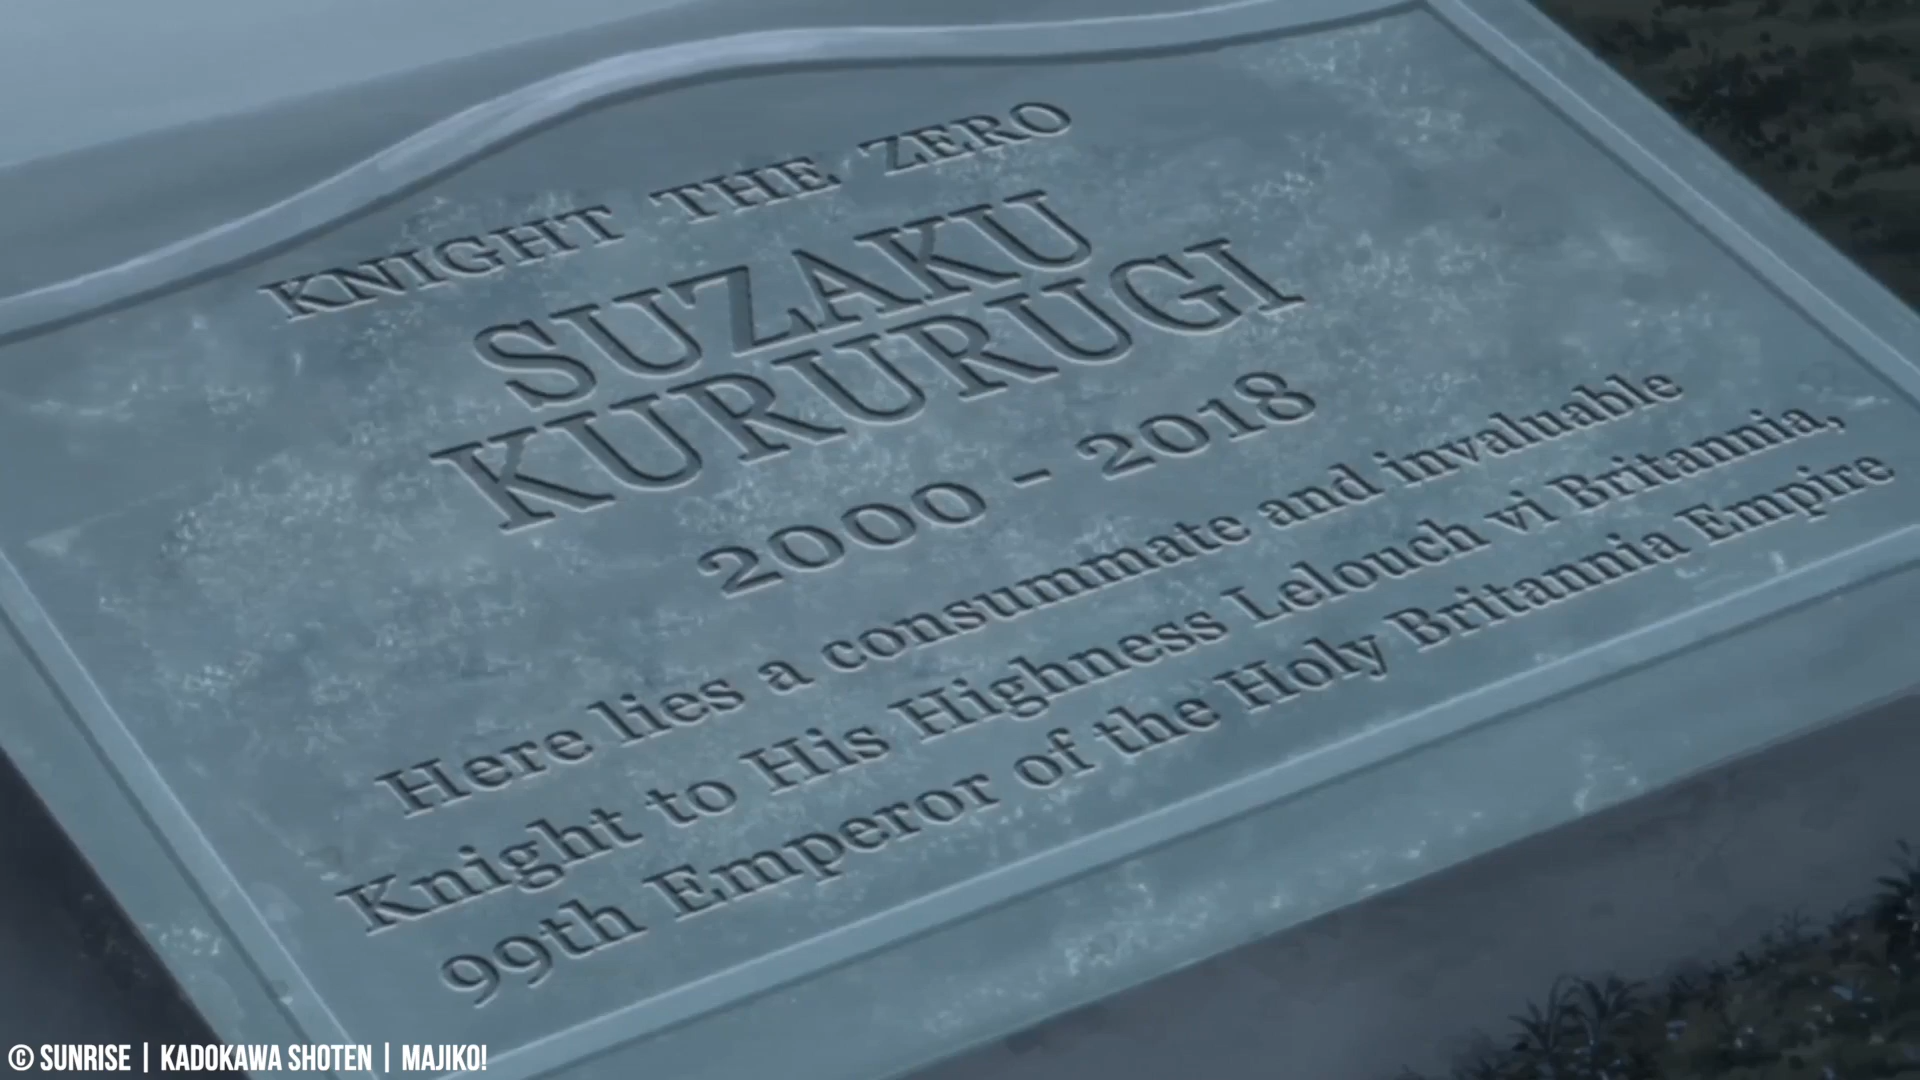 KNIGHT THE ZERO
SUZAKU
KURURUGI
2000 - 2018
Here lies a consummate and invaluable
Knight to His Highness Lelouch vi Britannia,
99th Emperor of the Holy Britannia Empire
© SUNRISE | KADOKAWA SHOTEN | MAJIKO!